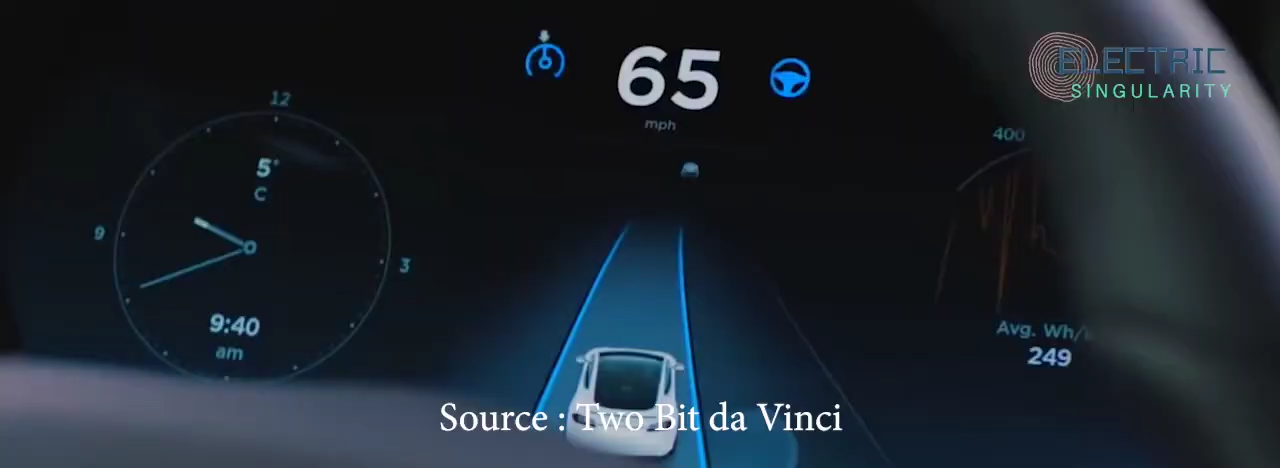 65
mph
ELECTRIC
SINGULARITY
12
5°
C
9
3
9:40
am
400
Avg. Wh/
249
Source : Two Bit da Vinci